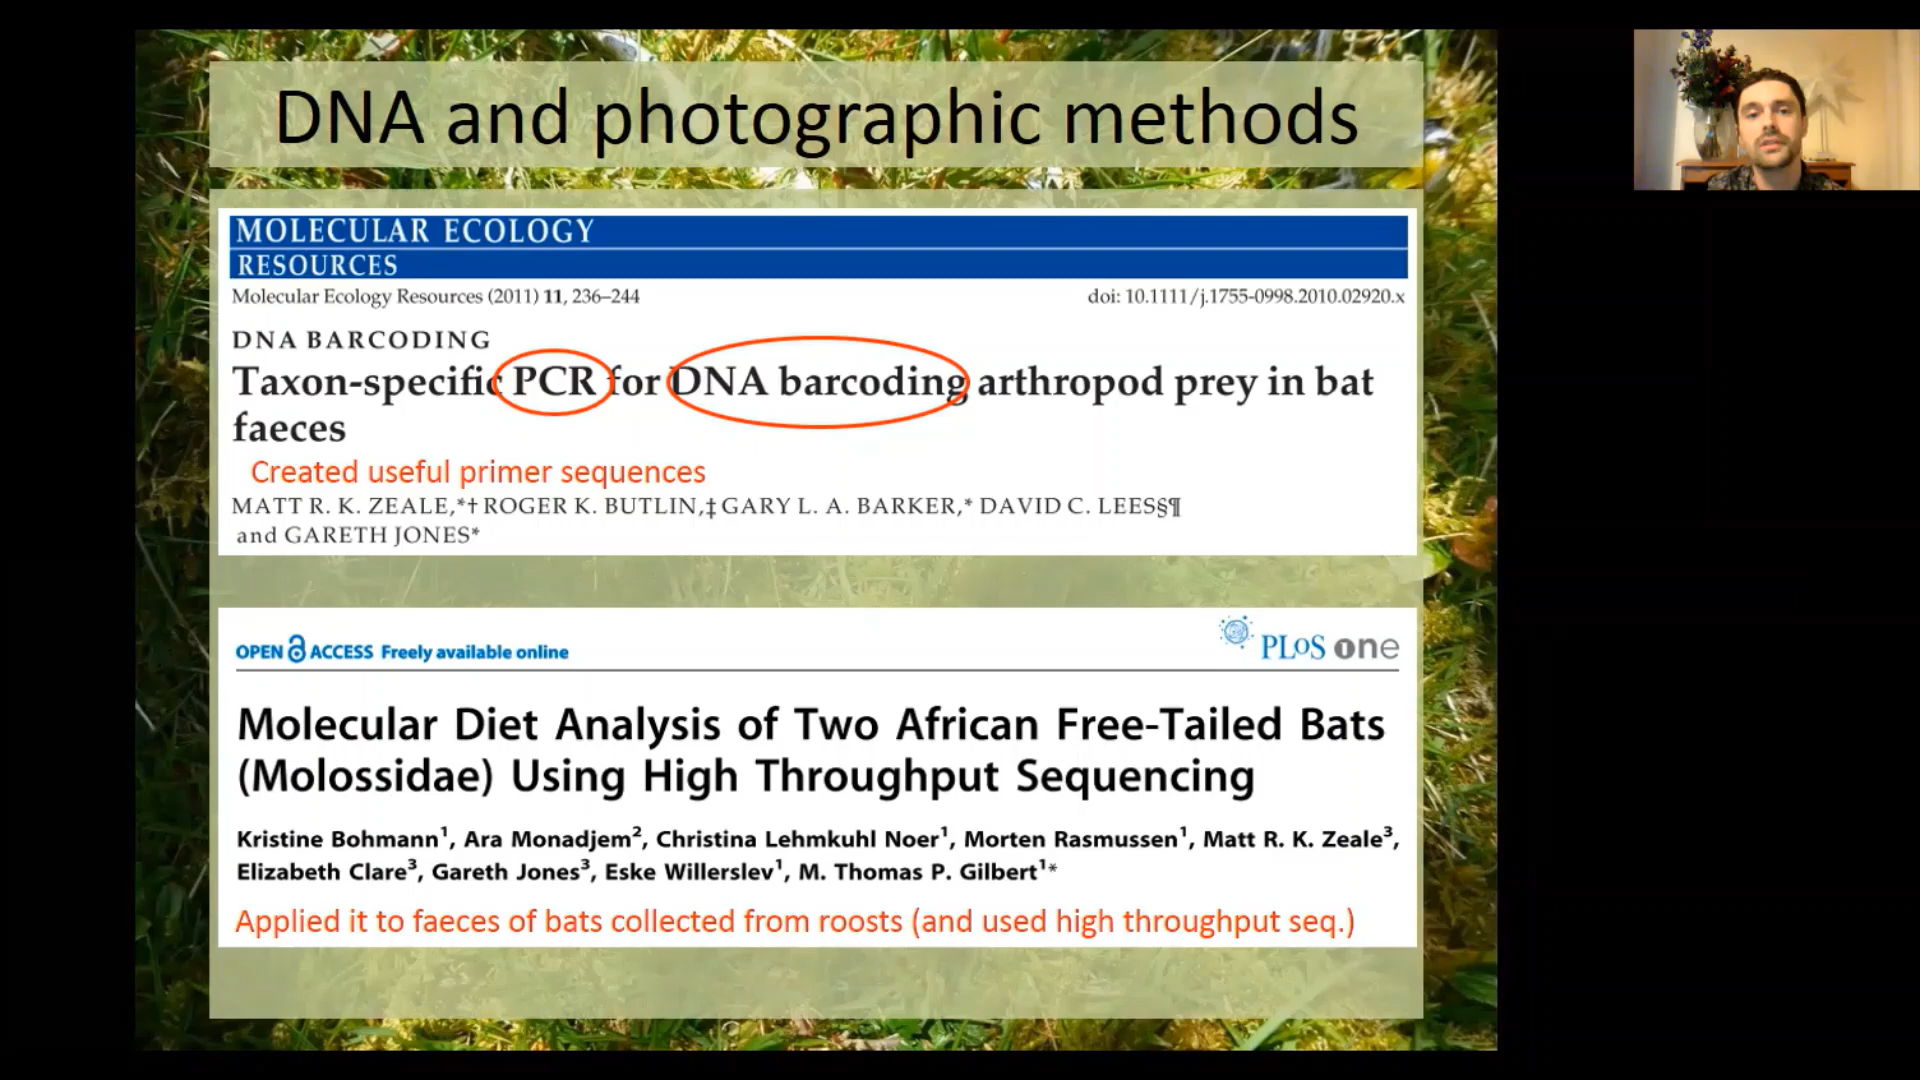 DNA and photographic methods
MOLECULAR ECOLOGY
RESOURCES
Molecular Ecology Resources (2011) 11, 236–244
doi: 10.1111/j.1755-0998.2010.02920.x
DNA BARCODING
Taxon-specific PCR for DNA barcoding arthropod prey in bat
faeces
Created useful primer sequences
MATT R. K. ZEALE,*† ROGER K. BUTLIN,‡ GARY L. A. BARKER,* DAVID C. LEES§¶
and GARETH JONES*
OPEN ACCESS Freely available online
PLoS one
Molecular Diet Analysis of Two African Free-Tailed Bats
(Molossidae) Using High Throughput Sequencing
Kristine Bohmann¹, Ara Monadjem², Christina Lehmkuhl Noer¹, Morten Rasmussen¹, Matt R. K. Zeale³,
Elizabeth Clare³, Gareth Jones³, Eske Willerslev¹, M. Thomas P. Gilbert¹*
Applied it to faeces of bats collected from roosts (and used high throughput seq.)